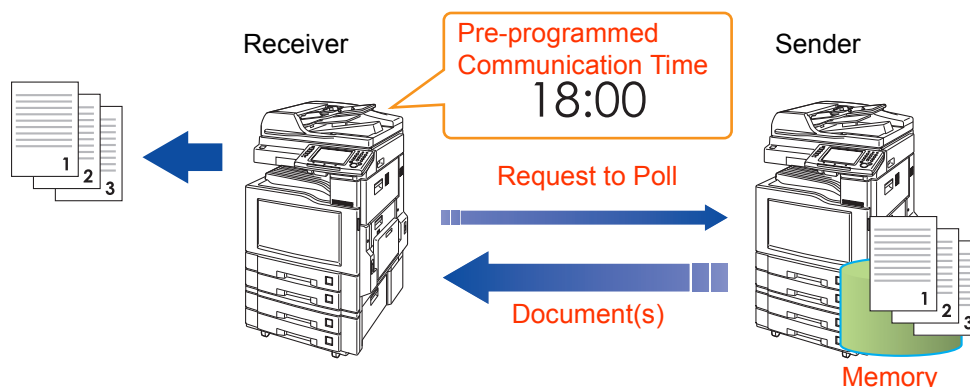 Receiver
Pre-programmed
Communication Time
18:00
Sender
1
2
3
Request to Poll
Document(s)
1
2
3
Memory